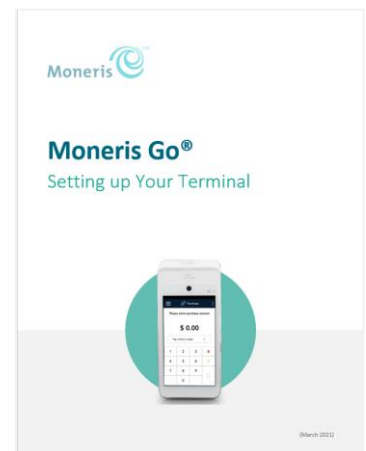 Moneris
Moneris Go®
Setting up Your Terminal
Purchase
Please enter purchase amount
$ 0.00
1 2 3
4 5 6
7 8 9
0
(March 2021)